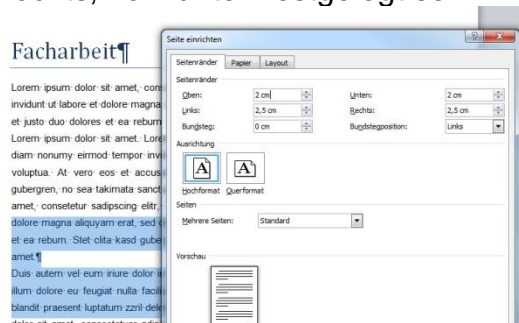 Facharbeit¶
Lorem· ipsum· dolor· sit· amet,· con
invidunt· ut· labore· et· dolore· magna
et· justo· duo· dolores· et· ea· rebum
Lorem· ipsum· dolor· sit· amet.· Lore
diam· nonumy· eirmod· tempor· invi
voluptua.· At· vero· eos· et· accus
gubergren,· no· sea· takimata· sanct
amet,· consetetur· sadipscing· elitr,
dolore· magna· aliquyam· erat,· sed
et· ea· rebum.· Stet· clita· kasd· gube
amet.¶
Duis· autem· vel· eum· iriure· dolor· in
illum· dolore· eu· feugiat· nulla· facili
blandit· praesent· luptatum· zzril· dele
Seite einrichten
Seitenränder Papier Layout
Seitenränder
Oben: 2 cm Unten: 2 cm
Links: 2,5 cm Rechts: 2,5 cm
Bundsteg: 0 cm Bundstegposition: Links
Ausrichtung
Hochformat Querformat
Seiten
Mehrere Seiten: Standard
Vorschau